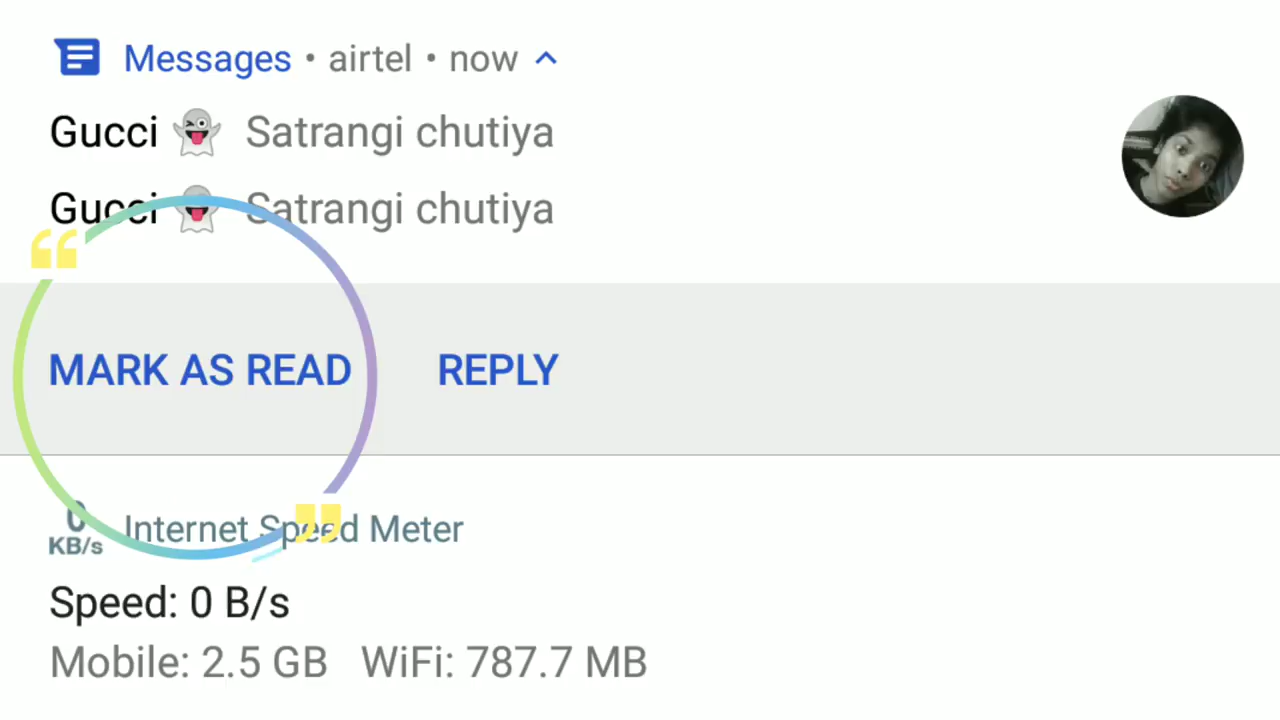 Messages • airtel • now
Gucci 👻 Satrangi chutiya
Gucci 👻 Satrangi chutiya
MARK AS READ REPLY
0 KB/s Internet Speed Meter
Speed: 0 B/s
Mobile: 2.5 GB WiFi: 787.7 MB